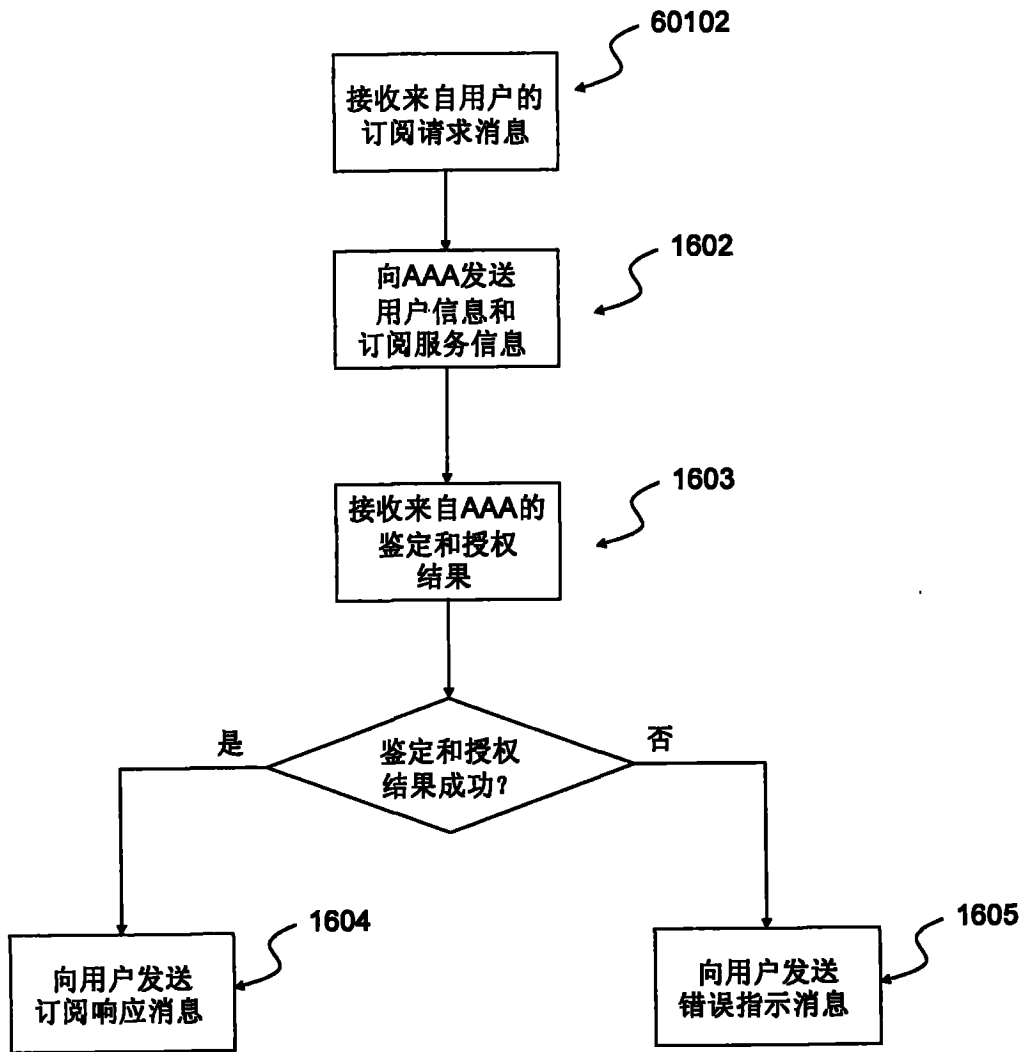 60102
接收来自用户的
订阅请求消息
1602
向AAA发送
用户信息和
订阅服务信息
1603
接收来自AAA的
鉴定和授权
结果
是
鉴定和授权
结果成功?
否
1604
向用户发送
订阅响应消息
1605
向用户发送
错误指示消息